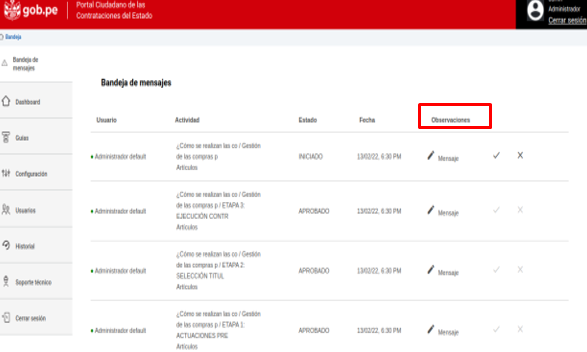 gob.pe
Portal Ciudadano de las
Contrataciones del Estado
Administrador
Cerrar sesión
Bandeja
Bandeja de
mensajes
Dashboard
Guías
Configuración
Usuarios
Historial
Soporte técnico
Cerrar sesión
Bandeja de mensajes
Usuario Actividad Estado Fecha Observaciones
¿Cómo se realizan las co / Gestión
Administrador default de las compras p INICIADO 13/02/22, 6:30 PM Mensaje
Artículos
¿Cómo se realizan las co / Gestión
de las compras p / ETAPA 3:
Administrador default APROBADO 13/02/22, 6:30 PM Mensaje
EJECUCIÓN CONTR
Artículos
¿Cómo se realizan las co / Gestión
de las compras p / ETAPA 2:
Administrador default APROBADO 13/02/22, 6:30 PM Mensaje
SELECCIÓN TITUL
Artículos
¿Cómo se realizan las co / Gestión
de las compras p / ETAPA 1:
Administrador default APROBADO 13/02/22, 6:30 PM Mensaje
ACTUACIONES PRE
Artículos